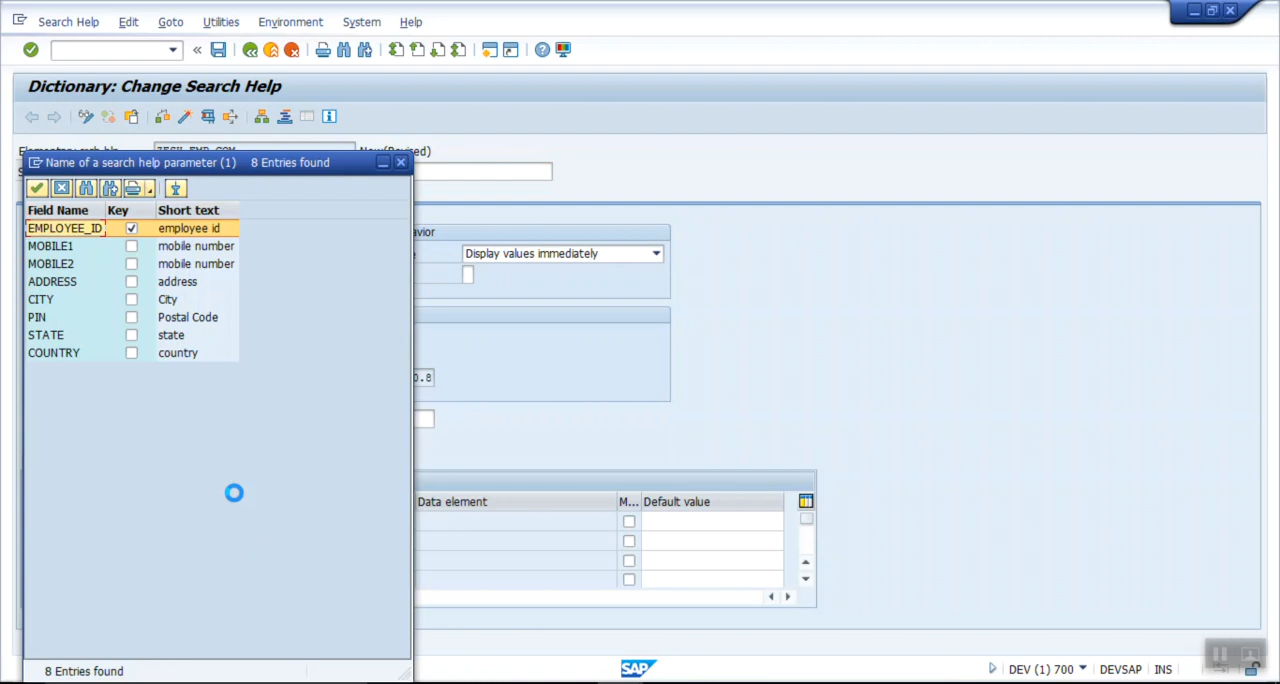 Search Help Edit Goto Utilities Environment System Help
Dictionary: Change Search Help
New(Revised)
Name of a search help parameter (1) 8 Entries found
Field Name Key Short text
EMPLOYEE_ID employee id
MOBILE1 mobile number
MOBILE2 mobile number
ADDRESS address
CITY City
PIN Postal Code
STATE state
COUNTRY country
avior
Display values immediately
0.8
Data element M... Default value
8 Entries found
SAP
DEV (1) 700 DEVSAP INS